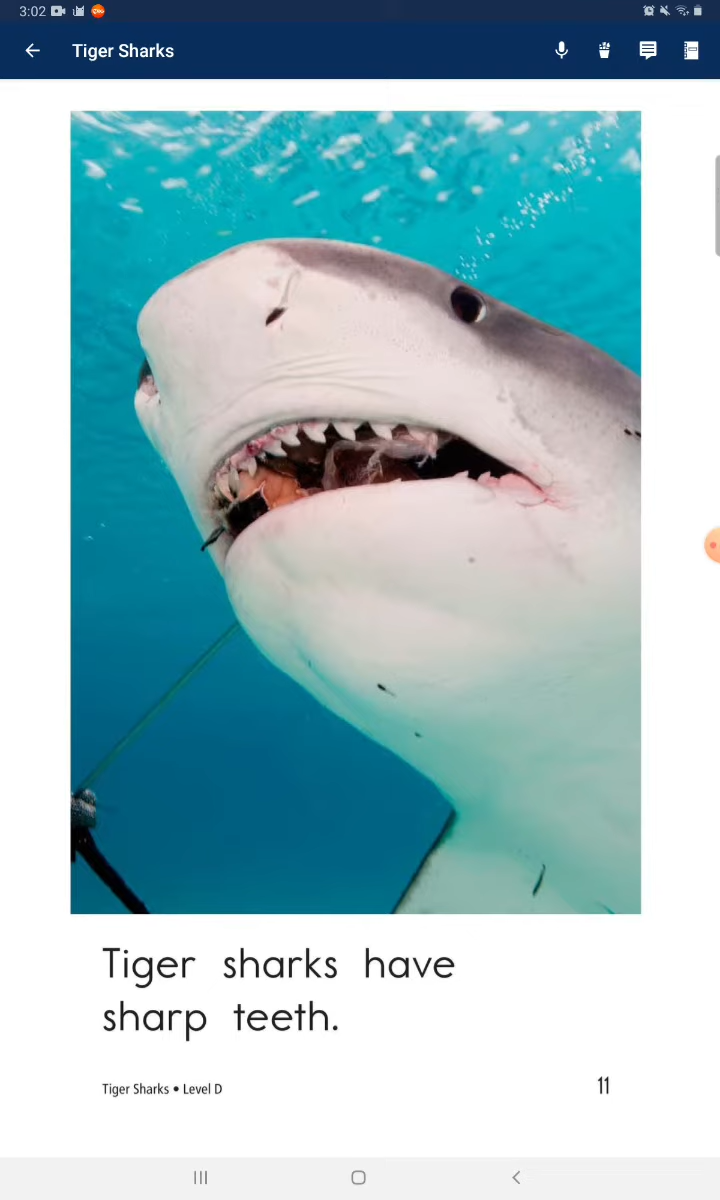 3:02
Tiger Sharks
Tiger sharks have
sharp teeth.
Tiger Sharks • Level D
11